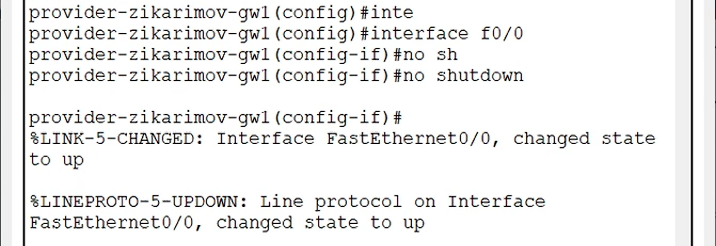 provider-zikarimov-gw1(config)#inte
provider-zikarimov-gw1(config)#interface f0/0
provider-zikarimov-gw1(config-if)#no sh
provider-zikarimov-gw1(config-if)#no shutdown
provider-zikarimov-gw1(config-if)#
%LINK-5-CHANGED: Interface FastEthernet0/0, changed state
to up
%LINEPROTO-5-UPDOWN: Line protocol on Interface
FastEthernet0/0, changed state to up